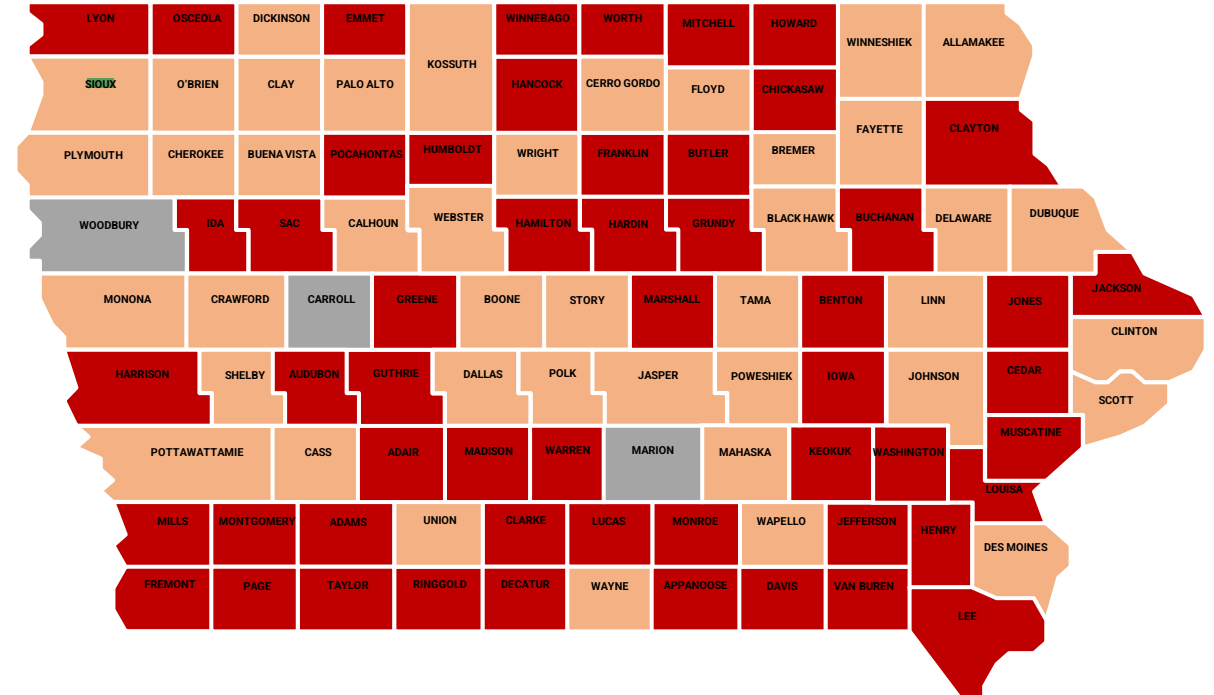 LYON
OSCEOLA
DICKINSON
EMMET
KOSSUTH
WINNEBAGO
WORTH
MITCHELL
HOWARD
WINNESHIEK
ALLAMAKEE
SIOUX
O'BRIEN
CLAY
PALO ALTO
HANCOCK
CERRO GORDO
FLOYD
CHICKASAW
FAYETTE
CLAYTON
PLYMOUTH
CHEROKEE
BUENA VISTA
POCAHONTAS
HUMBOLDT
WRIGHT
FRANKLIN
BUTLER
BREMER
WOODBURY
IDA
SAC
CALHOUN
WEBSTER
HAMILTON
HARDIN
GRUNDY
BLACK HAWK
BUCHANAN
DELAWARE
DUBUQUE
MONONA
CRAWFORD
CARROLL
GREENE
BOONE
STORY
MARSHALL
TAMA
BENTON
LINN
JONES
JACKSON
CLINTON
HARRISON
SHELBY
AUDUBON
GUTHRIE
DALLAS
POLK
JASPER
POWESHIEK
IOWA
JOHNSON
CEDAR
SCOTT
POTTAWATTAMIE
CASS
ADAIR
MADISON
WARREN
MARION
MAHASKA
KEOKUK
WASHINGTON
MUSCATINE
LOUISA
MILLS
MONTGOMERY
ADAMS
UNION
CLARKE
LUCAS
MONROE
WAPELLO
JEFFERSON
HENRY
DES MOINES
FREMONT
PAGE
TAYLOR
RINGGOLD
DECATUR
WAYNE
APPANOOSE
DAVIS
VAN BUREN
LEE